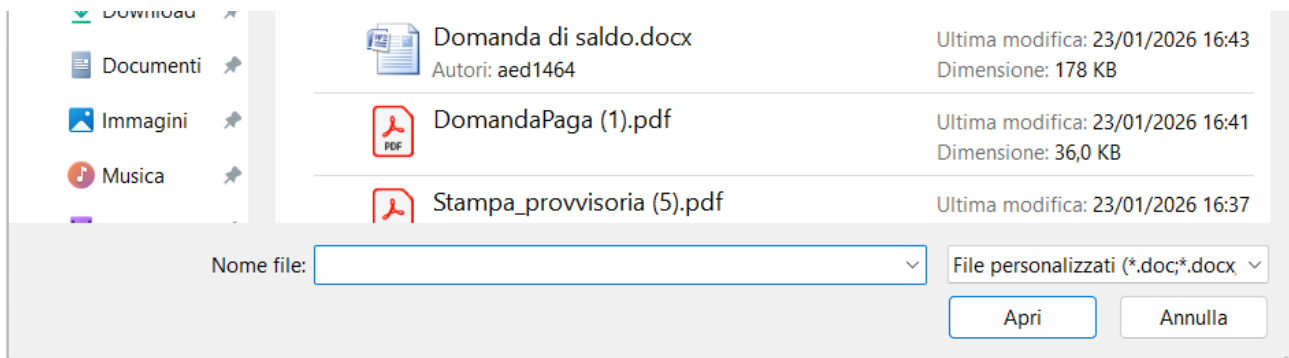 Download
Documenti
Immagini
Musica
Domanda di saldo.docx
Autori: aed1464
Ultima modifica: 23/01/2026 16:43
Dimensione: 178 KB
PDF
DomandaPaga (1).pdf
Ultima modifica: 23/01/2026 16:41
Dimensione: 36,0 KB
Stampa_provvisoria (5).pdf
Ultima modifica: 23/01/2026 16:37
Nome file:
File personalizzati (*.doc;*.docx;
Apri
Annulla